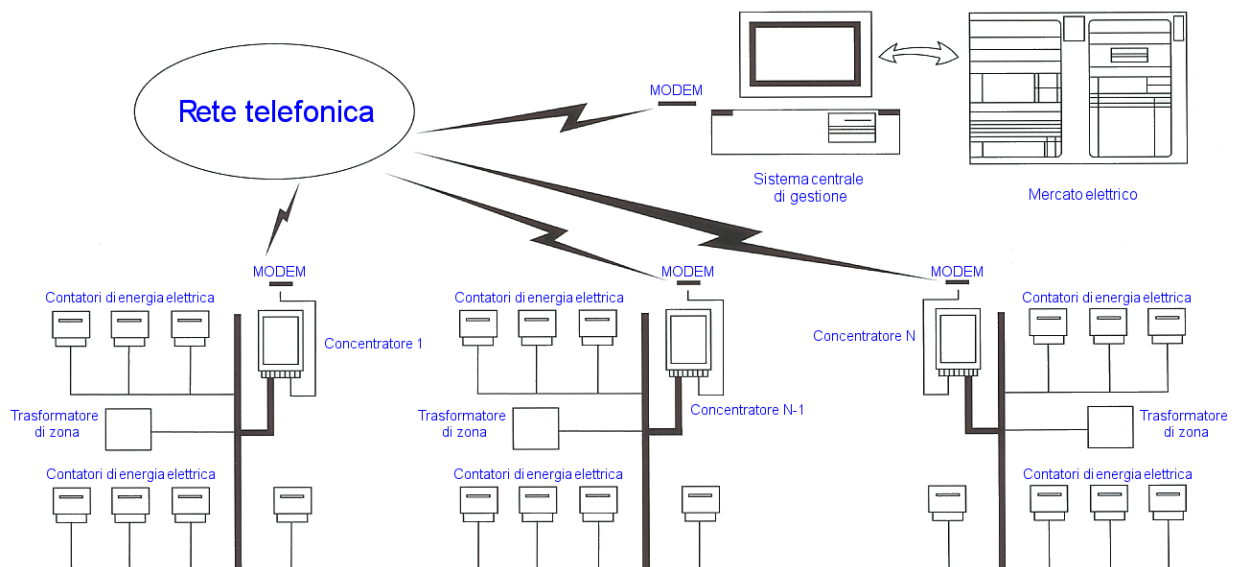 Rete telefonica
MODEM
Sistema centrale
di gestione
Mercato elettrico
MODEM
MODEM
MODEM
Contatori di energia elettrica
Contatori di energia elettrica
Contatori di energia elettrica
Concentratore 1
Concentratore N
Concentratore N-1
Trasformatore
di zona
Trasformatore
di zona
Trasformatore
di zona
Contatori di energia elettrica
Contatori di energia elettrica
Contatori di energia elettrica